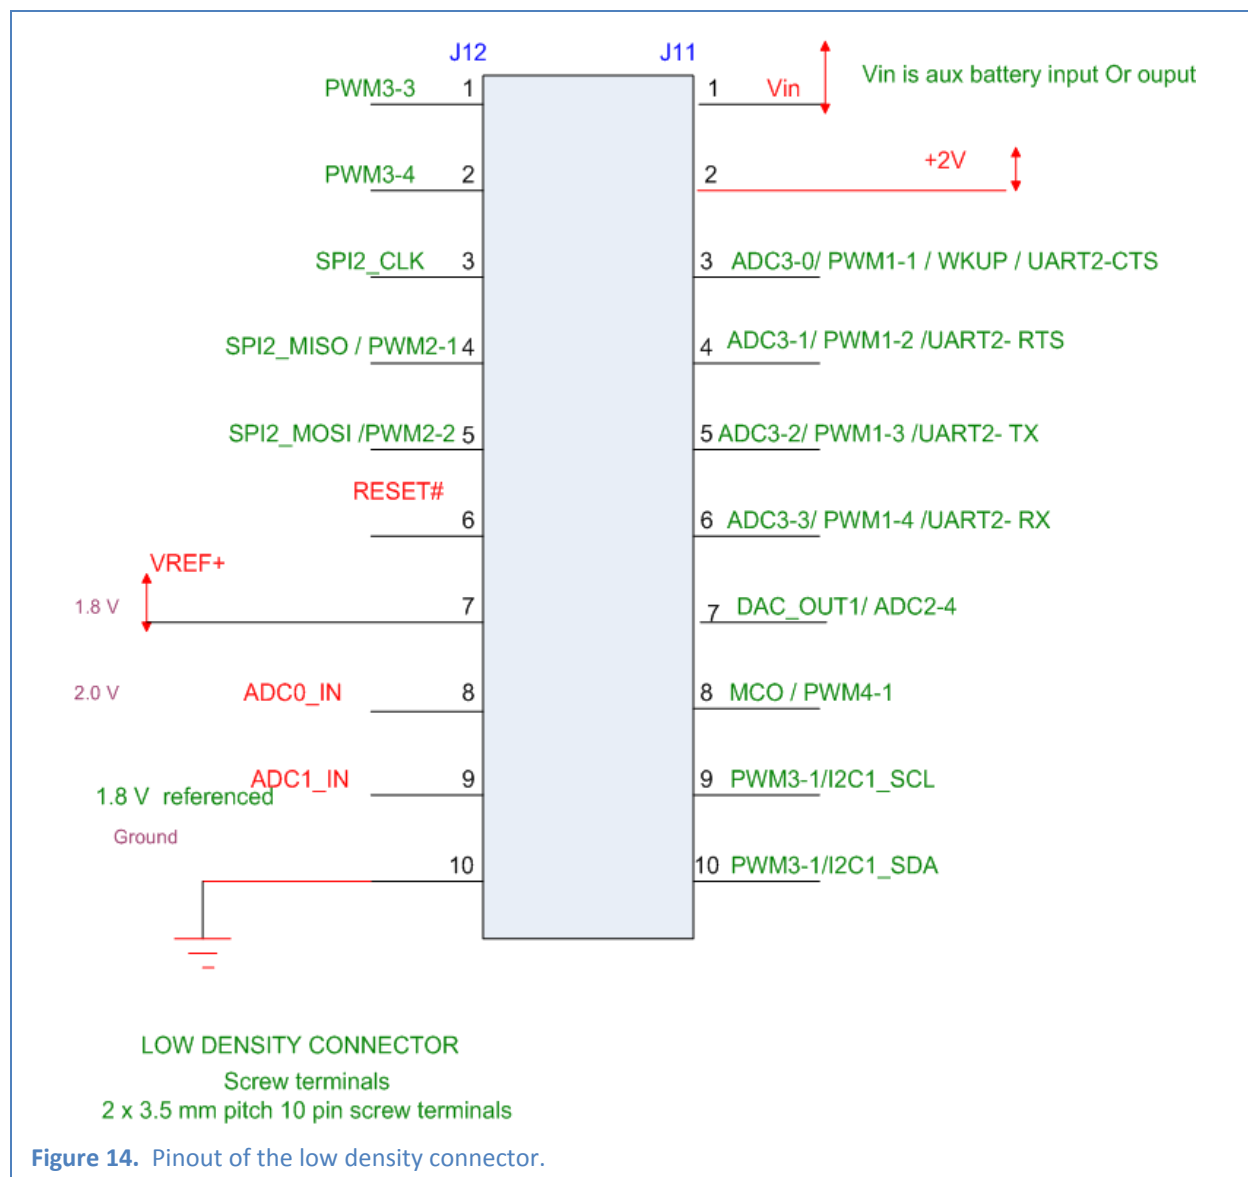 J12 J11
PWM3-3 1 1 Vin Vin is aux battery input Or ouput
PWM3-4 2 2 +2V
SPI2_CLK 3 3 ADC3-0/ PWM1-1 / WKUP / UART2-CTS
SPI2_MISO / PWM2-1 4 4 ADC3-1/ PWM1-2 /UART2- RTS
SPI2_MOSI /PWM2-2 5 5 ADC3-2/ PWM1-3 /UART2- TX
RESET# 6 6 ADC3-3/ PWM1-4 /UART2- RX
VREF+
1.8 V 7 7 DAC_OUT1/ ADC2-4
2.0 V ADC0_IN 8 8 MCO / PWM4-1
ADC1_IN 9 9 PWM3-1/I2C1_SCL
1.8 V referenced
Ground
10 10 PWM3-1/I2C1_SDA
LOW DENSITY CONNECTOR
Screw terminals
2 x 3.5 mm pitch 10 pin screw terminals
Figure 14. Pinout of the low density connector.